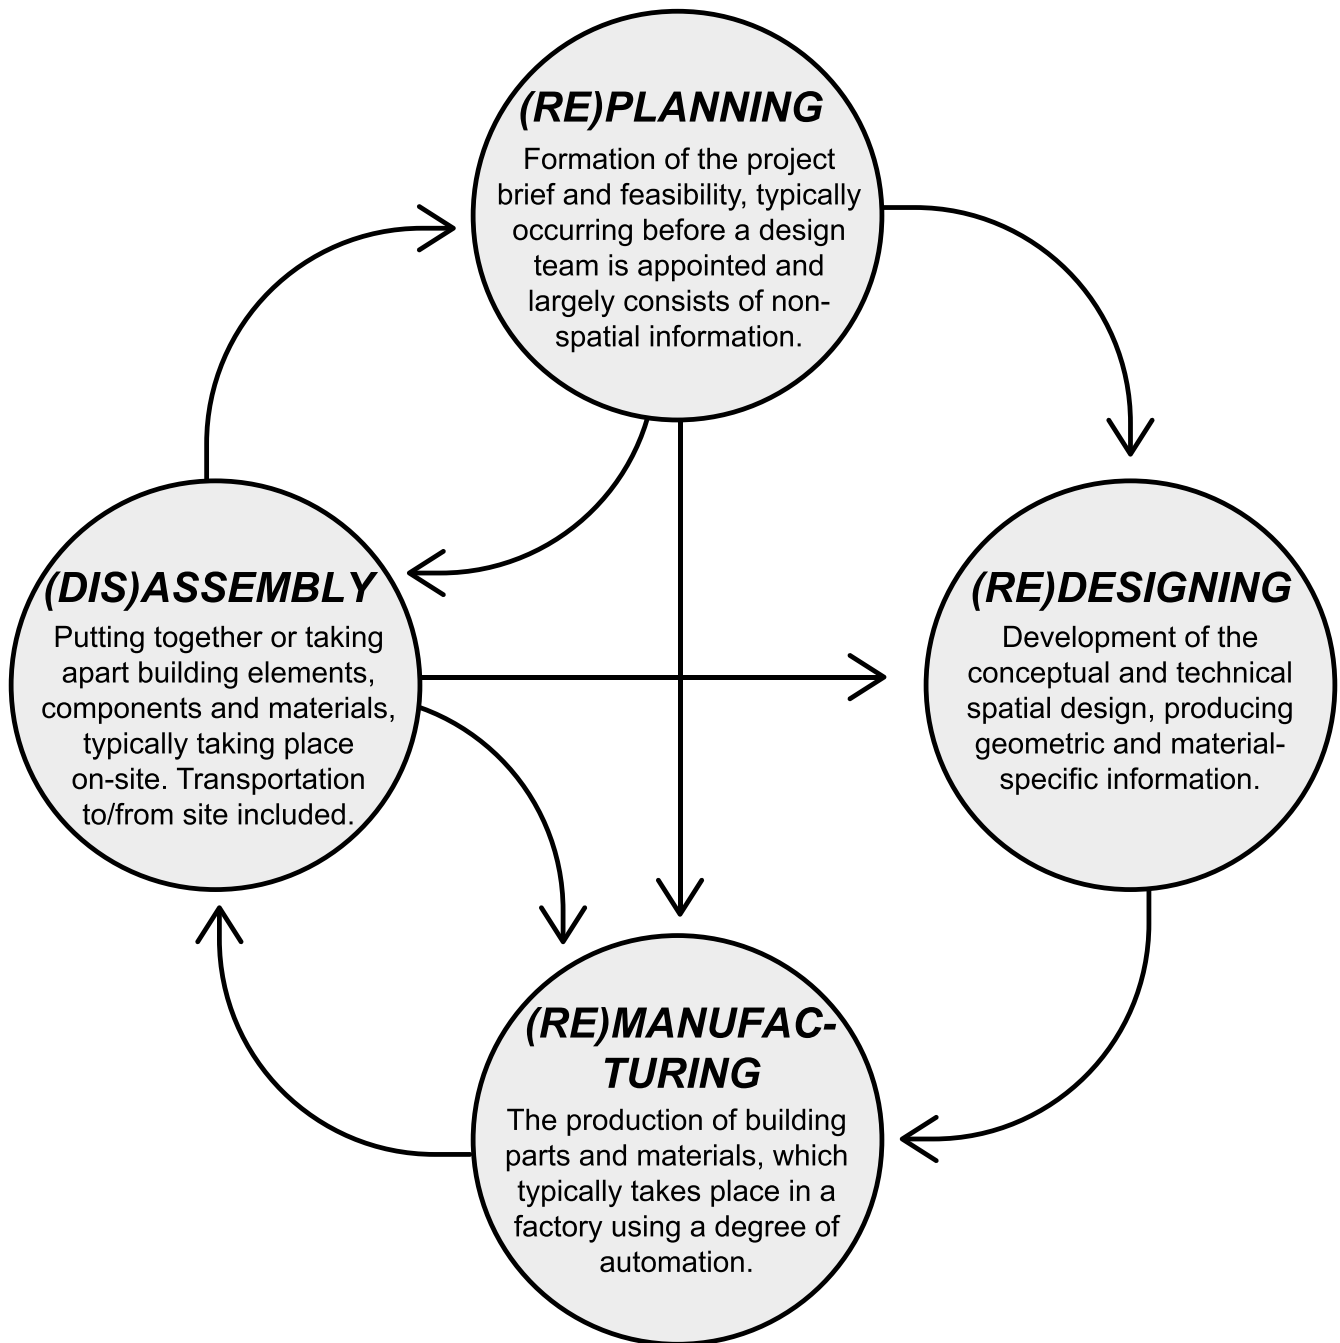 (RE)PLANNING
Formation of the project
brief and feasibility, typically
occurring before a design
team is appointed and
largely consists of non-
spatial information.
(DIS)ASSEMBLY
Putting together or taking
apart building elements,
components and materials,
typically taking place
on-site. Transportation
to/from site included.
(RE)DESIGNING
Development of the
conceptual and technical
spatial design, producing
geometric and material-
specific information.
(RE)MANUFAC-
TURING
The production of building
parts and materials, which
typically takes place in a
factory using a degree of
automation.